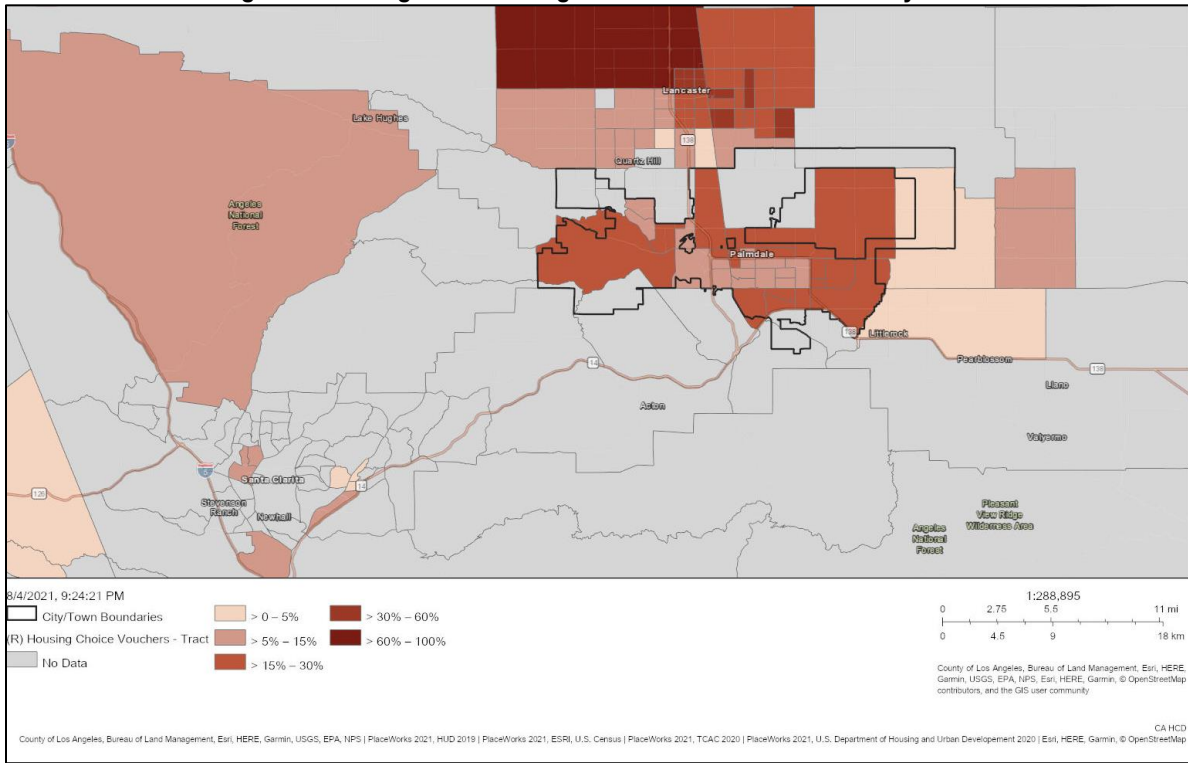 Lancaster
Lake Hughes
138
Quartz Hill
5
Angeles
National
Forest
Palmdale
138
Littlerock
Pearblossom
138
14
Llano
Acton
Valyermo
5
Santa Clarita
14
126
Stevenson
Ranch
Newhall
Pleasant
View Ridge
Wilderness Area
Angeles
National
Forest
8/4/2021, 9:24:21 PM
City/Town Boundaries
(R) Housing Choice Vouchers - Tract
No Data
> 0 – 5%
> 5% – 15%
> 15% – 30%
> 30% – 60%
> 60% – 100%
1:288,895
0 2.75 5.5 11 mi
0 4.5 9 18 km
County of Los Angeles, Bureau of Land Management, Esri, HERE,
Garmin, USGS, EPA, NPS, Esri, HERE, Garmin, © OpenStreetMap
contributors, and the GIS user community
CA HCD
County of Los Angeles, Bureau of Land Management, Esri, HERE, Garmin, USGS, EPA, NPS | PlaceWorks 2021, HUD 2019 | PlaceWorks 2021, ESRI, U.S. Census | PlaceWorks 2021, TCAC 2020 | PlaceWorks 2021, U.S. Department of Housing and Urban Developement 2020 | Esri, HERE, Garmin, © OpenStreetMap